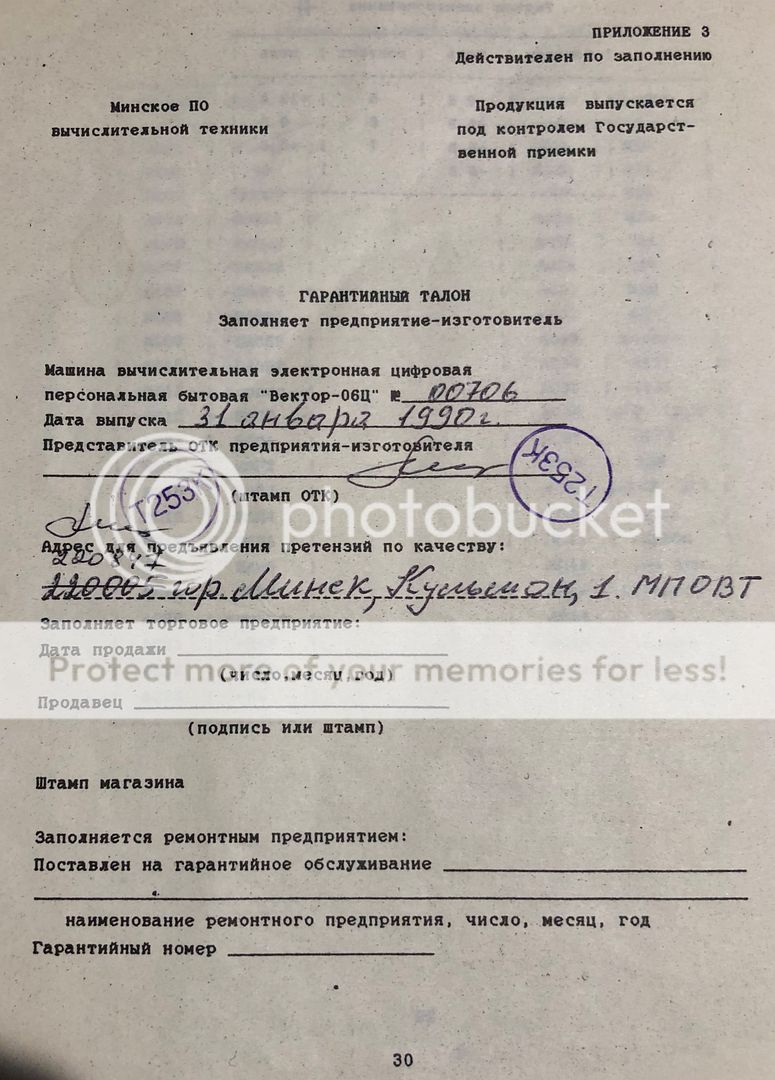 ПРИЛОЖЕНИЕ 3
Действителен по заполнению
Минское ПО
вычислительной техники
Продукция выпускается
под контролем Государст-
венной приемки
ГАРАНТИЙНЫЙ ТАЛОН
Заполняет предприятие-изготовитель
Машина вычислительная электронная цифровая
персональная бытовая "Вектор-06Ц" № 00706
Дата выпуска 31 января 1990г.
Представитель ОТК предприятия-изготовителя
Т253К
Т253К
(штамп ОТК)
photobucket
Адрес для предъявления претензий по качеству:
220847
220005 гор. Минск, Кульман, 1. МПОВТ
Заполняет торговое предприятие:
Дата продажи
Protect more of your memories for less!
(число,месяц,год)
Продавец
(подпись или штамп)
Штамп магазина
Заполняется ремонтным предприятием:
Поставлен на гарантийное обслуживание
наименование ремонтного предприятия, число, месяц, год
Гарантийный номер
30